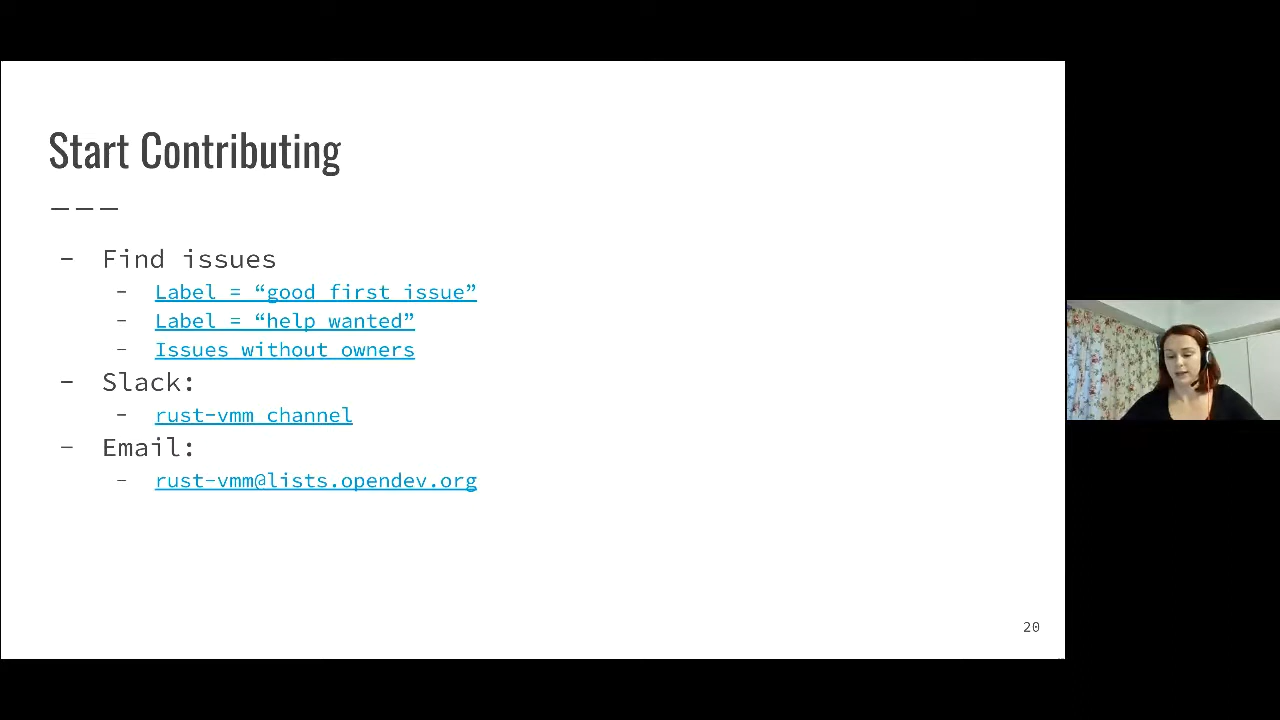 Start Contributing
———
- Find issues
- Label = “good first issue”
- Label = “help wanted”
- Issues without owners
- Slack:
- rust-vmm channel
- Email:
- rust-vmm@lists.opendev.org
20